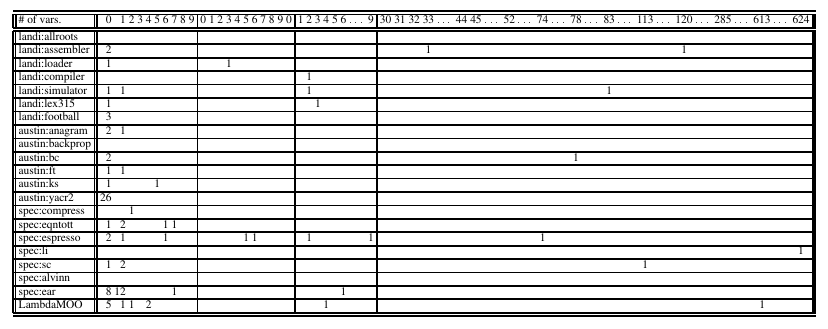 # of vars. 0 1 2 3 4 5 6 7 8 9 0 1 2 3 4 5 6 7 8 9 0 1 2 3 4 5 6 . . . 9 30 31 32 33 . . . 44 45 . . . 52 . . . 74 . . . 78 . . . 83 . . . 113 . . . 120 . . . 285 . . . 613 . . . 624
landi:allroots
landi:assembler 2 1 1
landi:loader 1 1
landi:compiler 1
landi:simulator 1 1 1 1
landi:lex315 1 1
landi:football 3
austin:anagram 2 1
austin:backprop
austin:bc 2 1
austin:ft 1 1
austin:ks 1 1
austin:yacr2 26
spec:compress 1
spec:eqntott 1 2 1 1
spec:espresso 2 1 1 1 1 1 1 1
spec:li 1
spec:sc 1 2 1
spec:alvinn
spec:ear 8 12 1 1
LambdaMOO 5 1 1 2 1 1